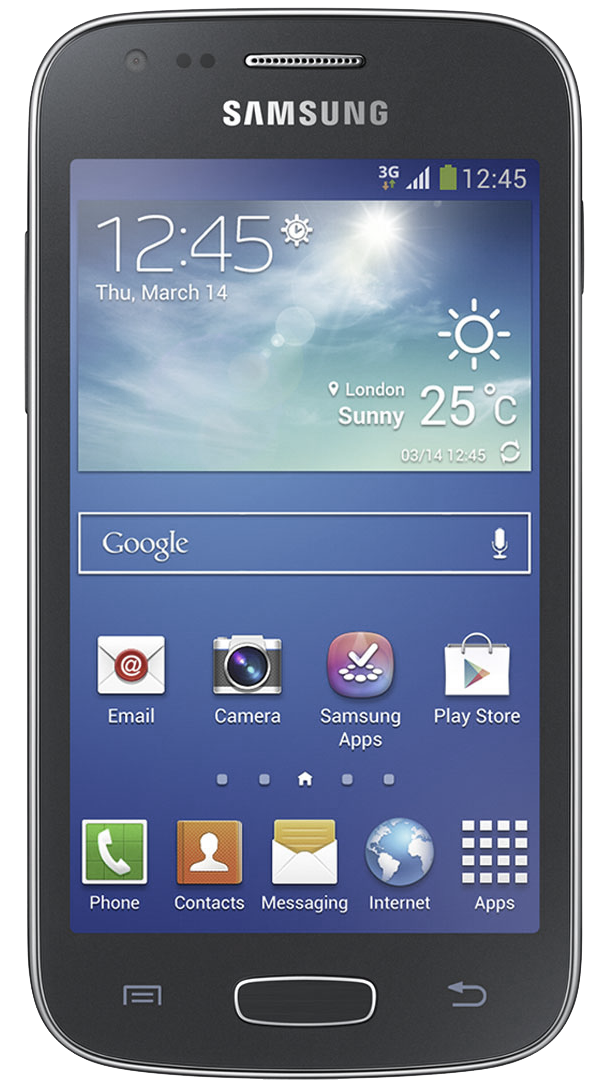 SAMSUNG
3G 12:45
12:45
Thu, March 14
London
Sunny 25°C
03/14 12:45
Google
@
Email
Camera
Samsung Apps
Play Store
Phone
Contacts
Messaging
Internet
Apps